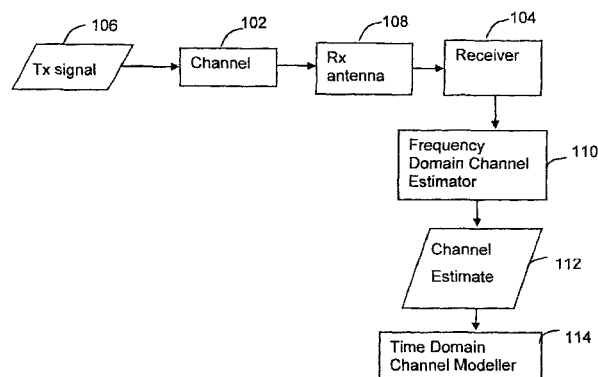 106
102
108
104
Tx signal
Channel
Rx
antenna
Receiver
Frequency
Domain Channel
Estimator
110
Channel
Estimate
112
114
Time Domain
Channel Modeller